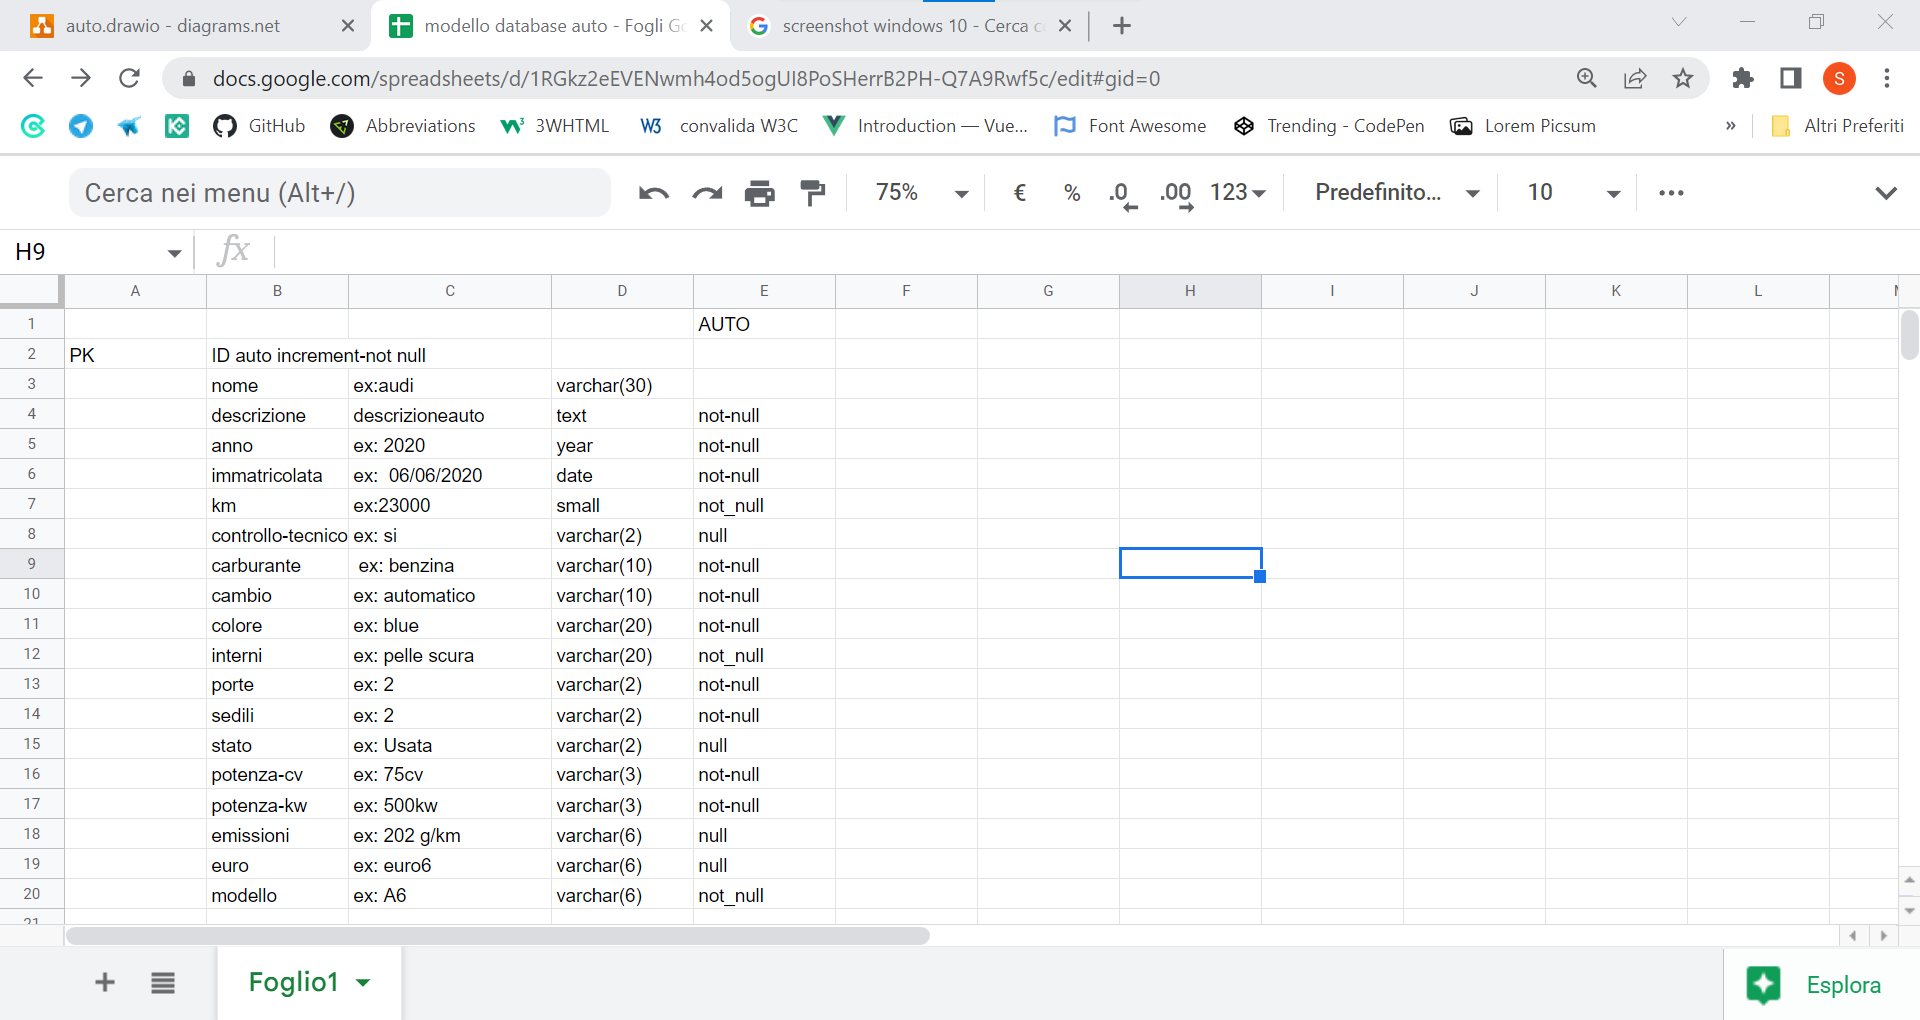 auto.drawio - diagrams.net
modello database auto - Fogli Go
screenshot windows 10 - Cerca co
docs.google.com/spreadsheets/d/1RGkz2eEVENwmh4od5ogUI8PoSHerrB2PH-Q7A9Rwf5c/edit#gid=0
S
GitHub
Abbreviations
3WHTML
W3 convalida W3C
Introduction — Vue...
Font Awesome
Trending - CodePen
Lorem Picsum
»
Altri Preferiti
Cerca nei menu (Alt+/)
75% € % .0 .00 123 Predefinito... 10
H9 fx
A B C D E F G H I J K L
1 AUTO
2 PK ID auto increment-not null
3 nome ex:audi varchar(30)
4 descrizione descrizioneauto text not-null
5 anno ex: 2020 year not-null
6 immatricolata ex:  06/06/2020 date not-null
7 km ex:23000 small not_null
8 controllo-tecnico ex: si varchar(2) null
9 carburante ex: benzina varchar(10) not-null
10 cambio ex: automatico varchar(10) not-null
11 colore ex: blue varchar(20) not-null
12 interni ex: pelle scura varchar(20) not_null
13 porte ex: 2 varchar(2) not-null
14 sedili ex: 2 varchar(2) not-null
15 stato ex: Usata varchar(2) null
16 potenza-cv ex: 75cv varchar(3) not-null
17 potenza-kw ex: 500kw varchar(3) not-null
18 emissioni ex: 202 g/km varchar(6) null
19 euro ex: euro6 varchar(6) null
20 modello ex: A6 varchar(6) not_null
21
Foglio1
Esplora